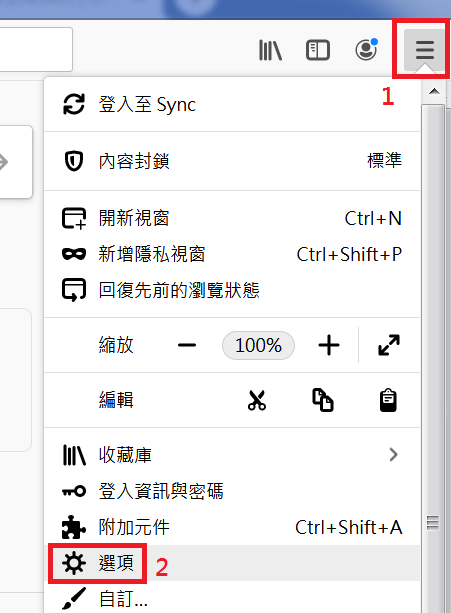 1
登入至 Sync
內容封鎖 標準
開新視窗 Ctrl+N
新增隱私視窗 Ctrl+Shift+P
回復先前的瀏覽狀態
縮放 100%
編輯
收藏庫
登入資訊與密碼
附加元件 Ctrl+Shift+A
選項 2
自訂...